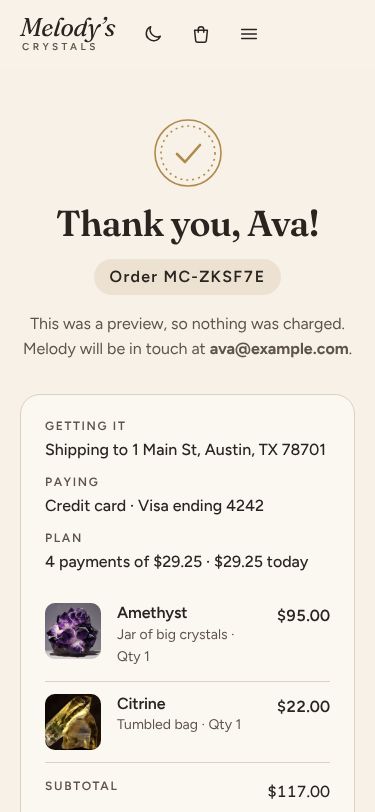 Melody’s
CRYSTALS
Thank you, Ava!
Order MC-ZKSF7E
This was a preview, so nothing was charged.
Melody will be in touch at ava@example.com.
GETTING IT
Shipping to 1 Main St, Austin, TX 78701
PAYING
Credit card · Visa ending 4242
PLAN
4 payments of $29.25 · $29.25 today
Amethyst $95.00
Jar of big crystals ·
Qty 1
Citrine $22.00
Tumbled bag · Qty 1
SUBTOTAL $117.00